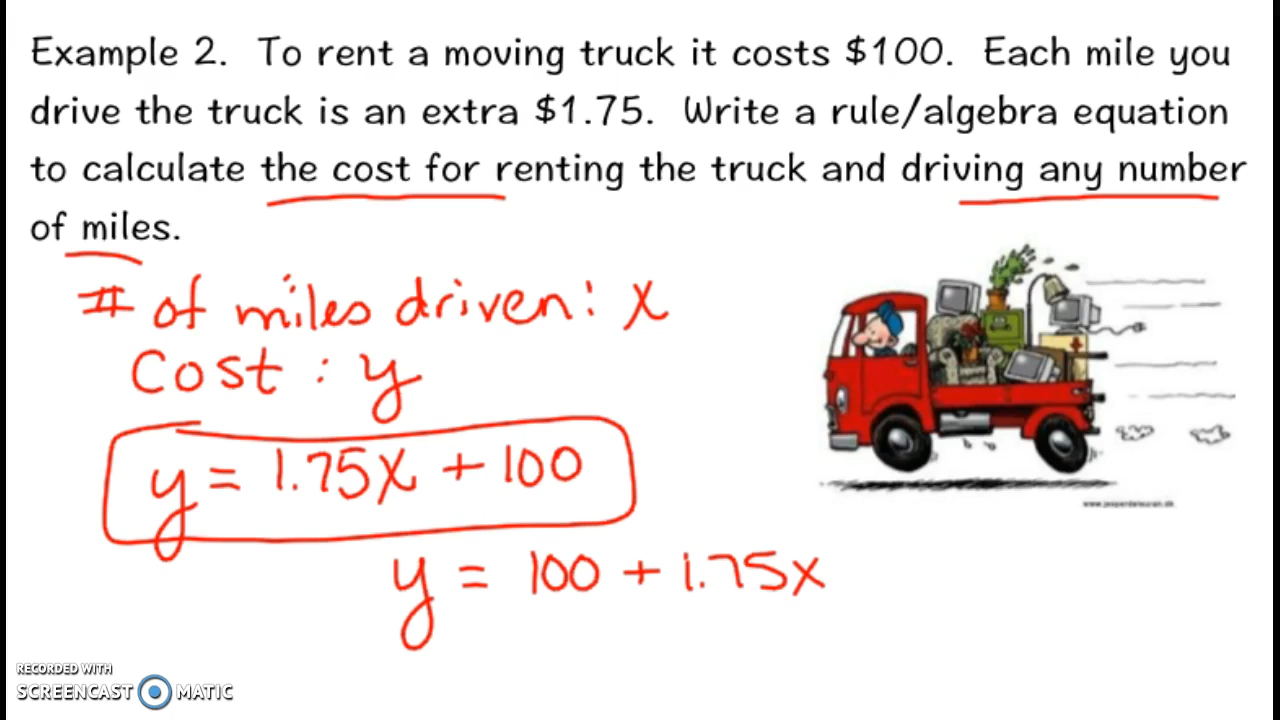 Example 2. To rent a moving truck it costs $100. Each mile you
drive the truck is an extra $1.75. Write a rule/algebra equation
to calculate the cost for renting the truck and driving any number
of miles.
# of miles driven: x
Cost : y
y = 1.75x + 100
y = 100 + 1.75x
RECORDED WITH
SCREENCAST MATIC